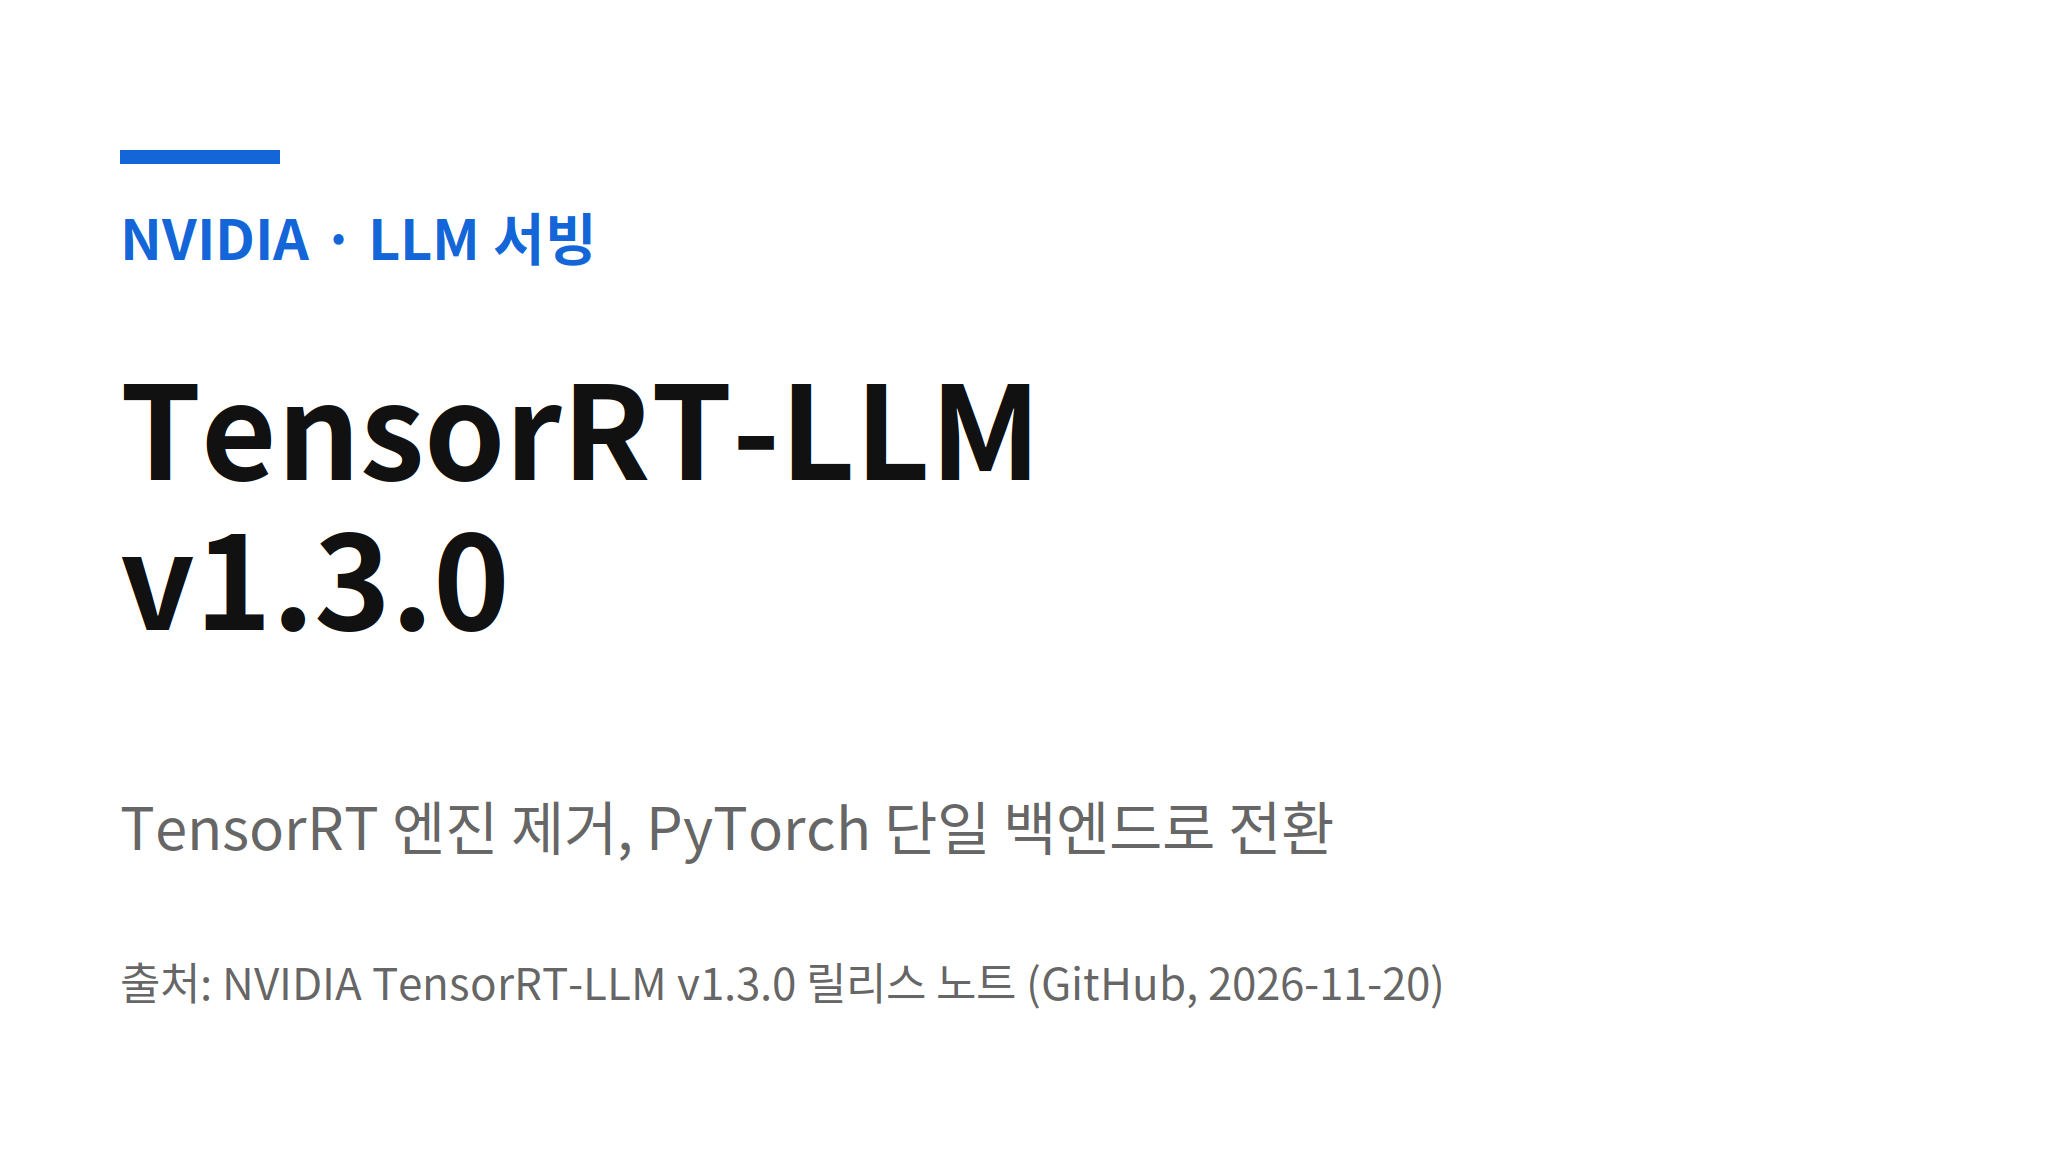 NVIDIA · LLM 서빙
TensorRT-LLM
v1.3.0
TensorRT 엔진 제거, PyTorch 단일 백엔드로 전환
출처: NVIDIA TensorRT-LLM v1.3.0 릴리스 노트 (GitHub, 2026-11-20)